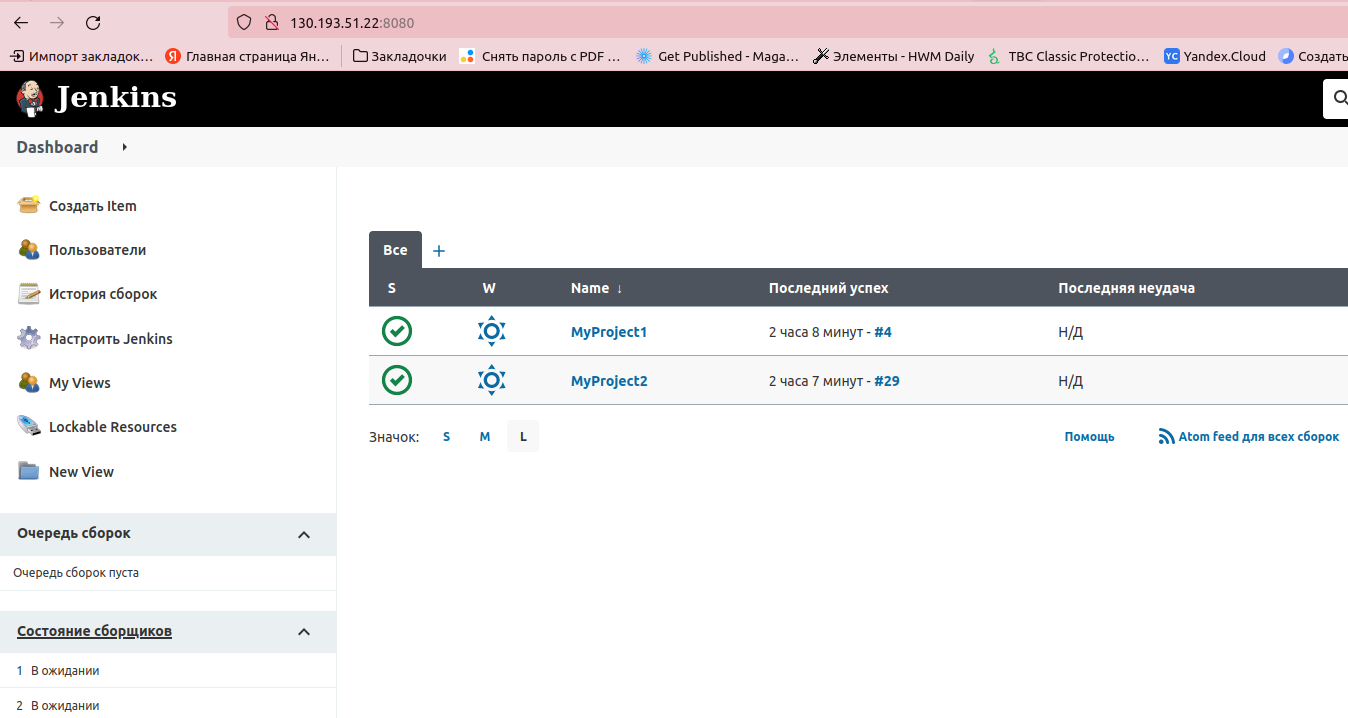 130.193.51.22:8080
Импорт закладок… Главная страница Ян… Закладочки Снять пароль с PDF … Get Published - Maga… Элементы - HWM Daily TBC Classic Protectio… Yandex.Cloud Создать
Jenkins
Dashboard
Создать Item
Пользователи
История сборок
Настроить Jenkins
My Views
Lockable Resources
New View
Очередь сборок
Очередь сборок пуста
Состояние сборщиков
1 В ожидании
2 В ожидании
Все +
S W Name ↓ Последний успех Последняя неудача
MyProject1 2 часа 8 минут - #4 Н/Д
MyProject2 2 часа 7 минут - #29 Н/Д
Значок: S M L Помощь Atom feed для всех сборок